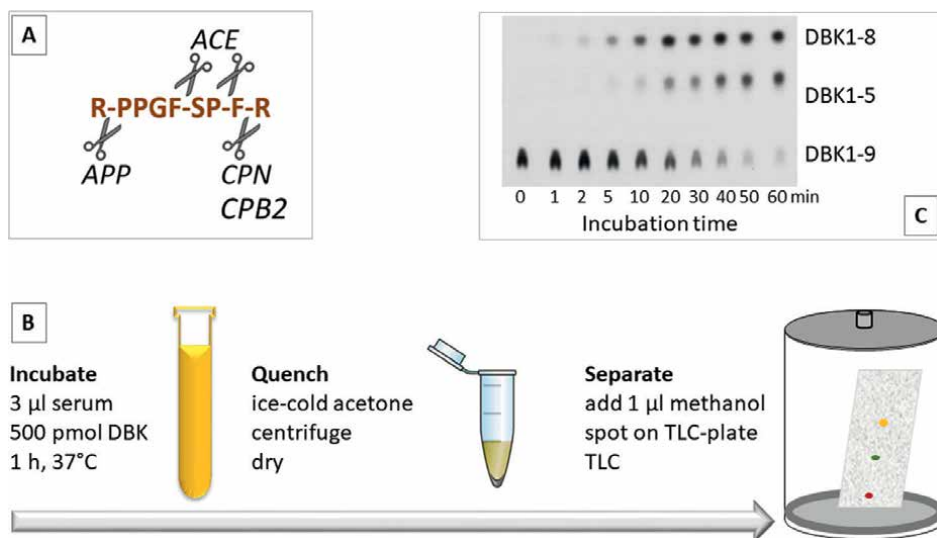 A
ACE
R-PPGF-SP-F-R
APP
CPN
CPB2
DBK1-8
DBK1-5
DBK1-9
0 1 2 5 10 20 30 40 50 60 min
Incubation time
C
B
Incubate
3 µl serum
500 pmol DBK
1 h, 37°C
Quench
ice-cold acetone
centrifuge
dry
Separate
add 1 µl methanol
spot on TLC-plate
TLC